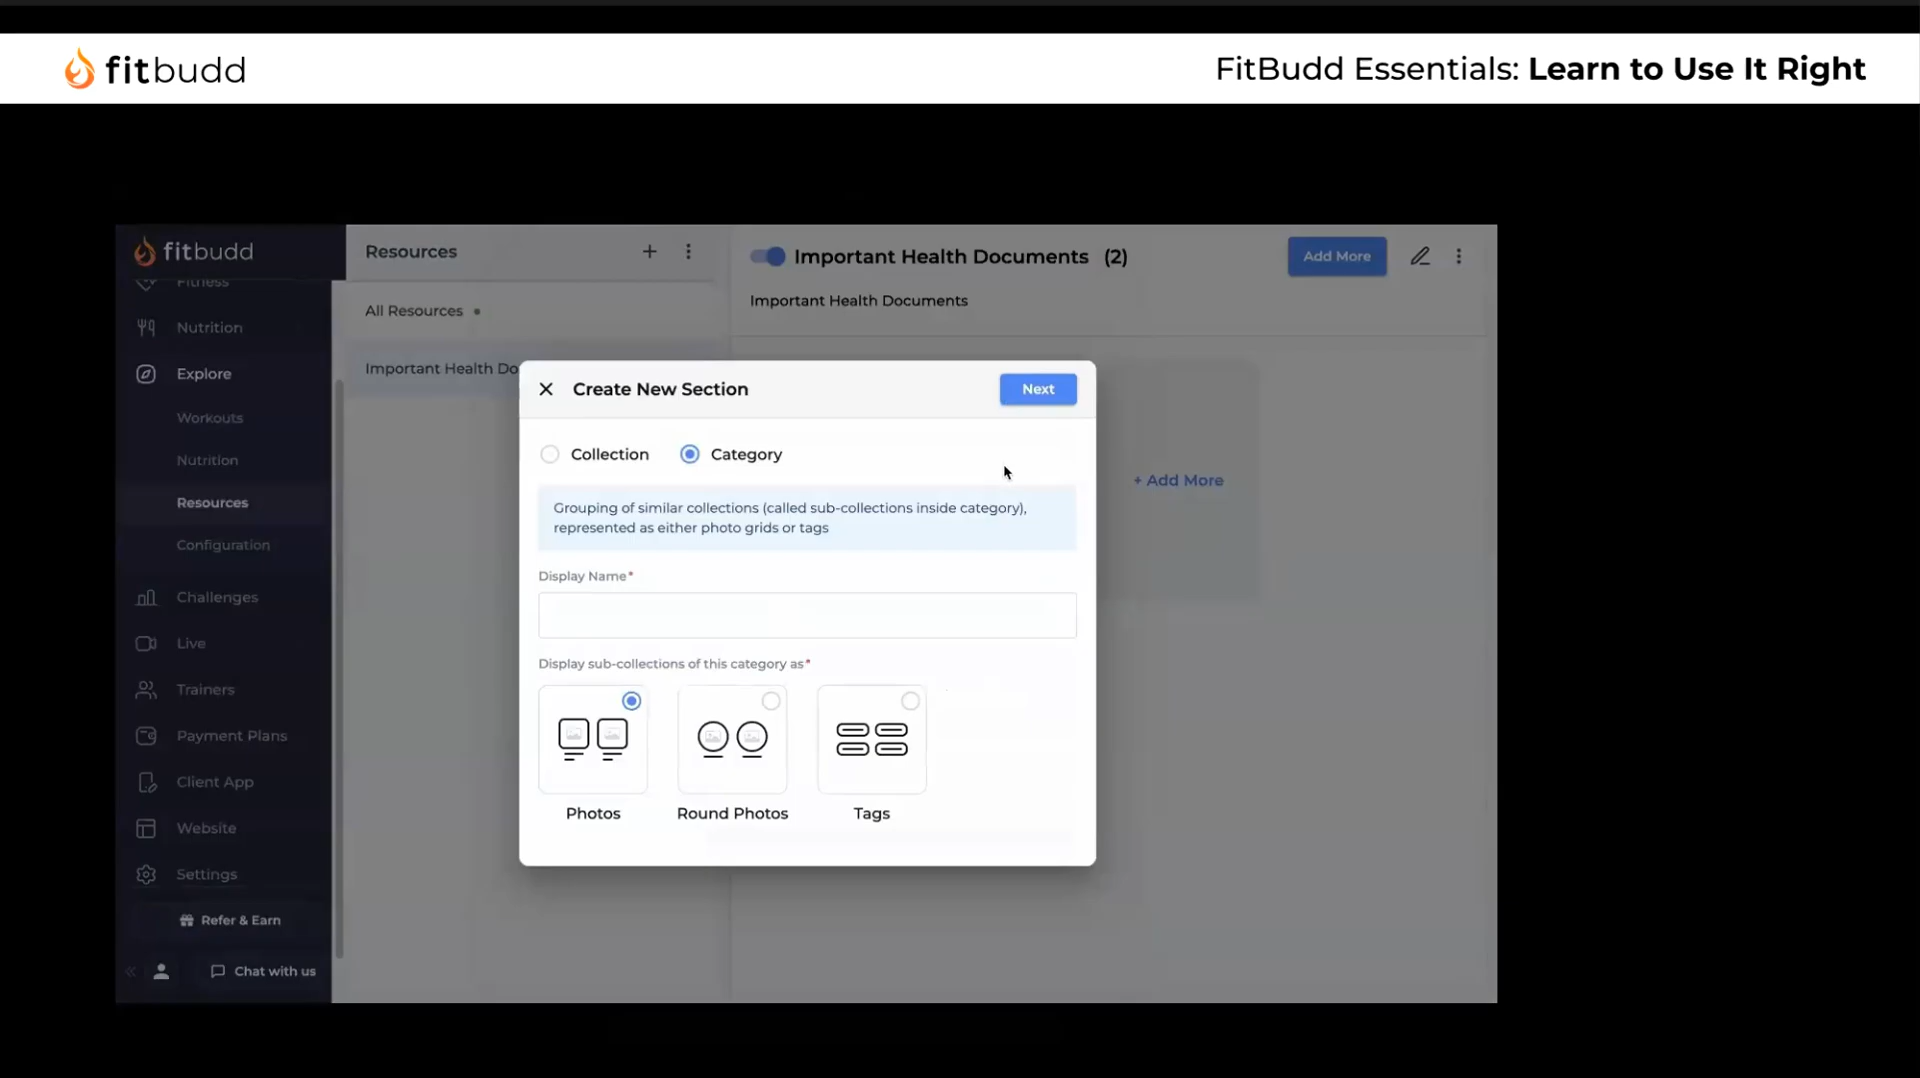 fitbudd
FitBudd Essentials: Learn to Use It Right
fitbudd
Fitness
Nutrition
Explore
Workouts
Nutrition
Resources
Configuration
Challenges
Live
Trainers
Payment Plans
Client App
Website
Settings
Refer & Earn
Chat with us
Resources
All Resources
Important Health Do
Important Health Documents (2)
Add More
Important Health Documents
+ Add More
Create New Section
Next
Collection
Category
Grouping of similar collections (called sub-collections inside category),
represented as either photo grids or tags
Display Name*
Display sub-collections of this category as*
Photos
Round Photos
Tags